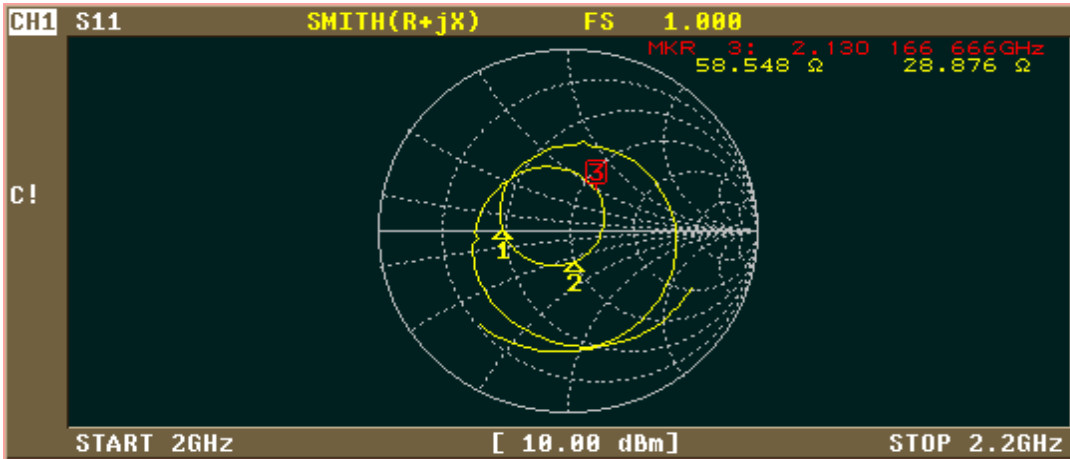 CH1 S11 SMITH(R+jX) FS 1.000
MKR 3: 2.130 166 666GHz
58.548 Ω 28.876 Ω
3
C!
1
2
START 2GHz [ 10.00 dBm] STOP 2.2GHz